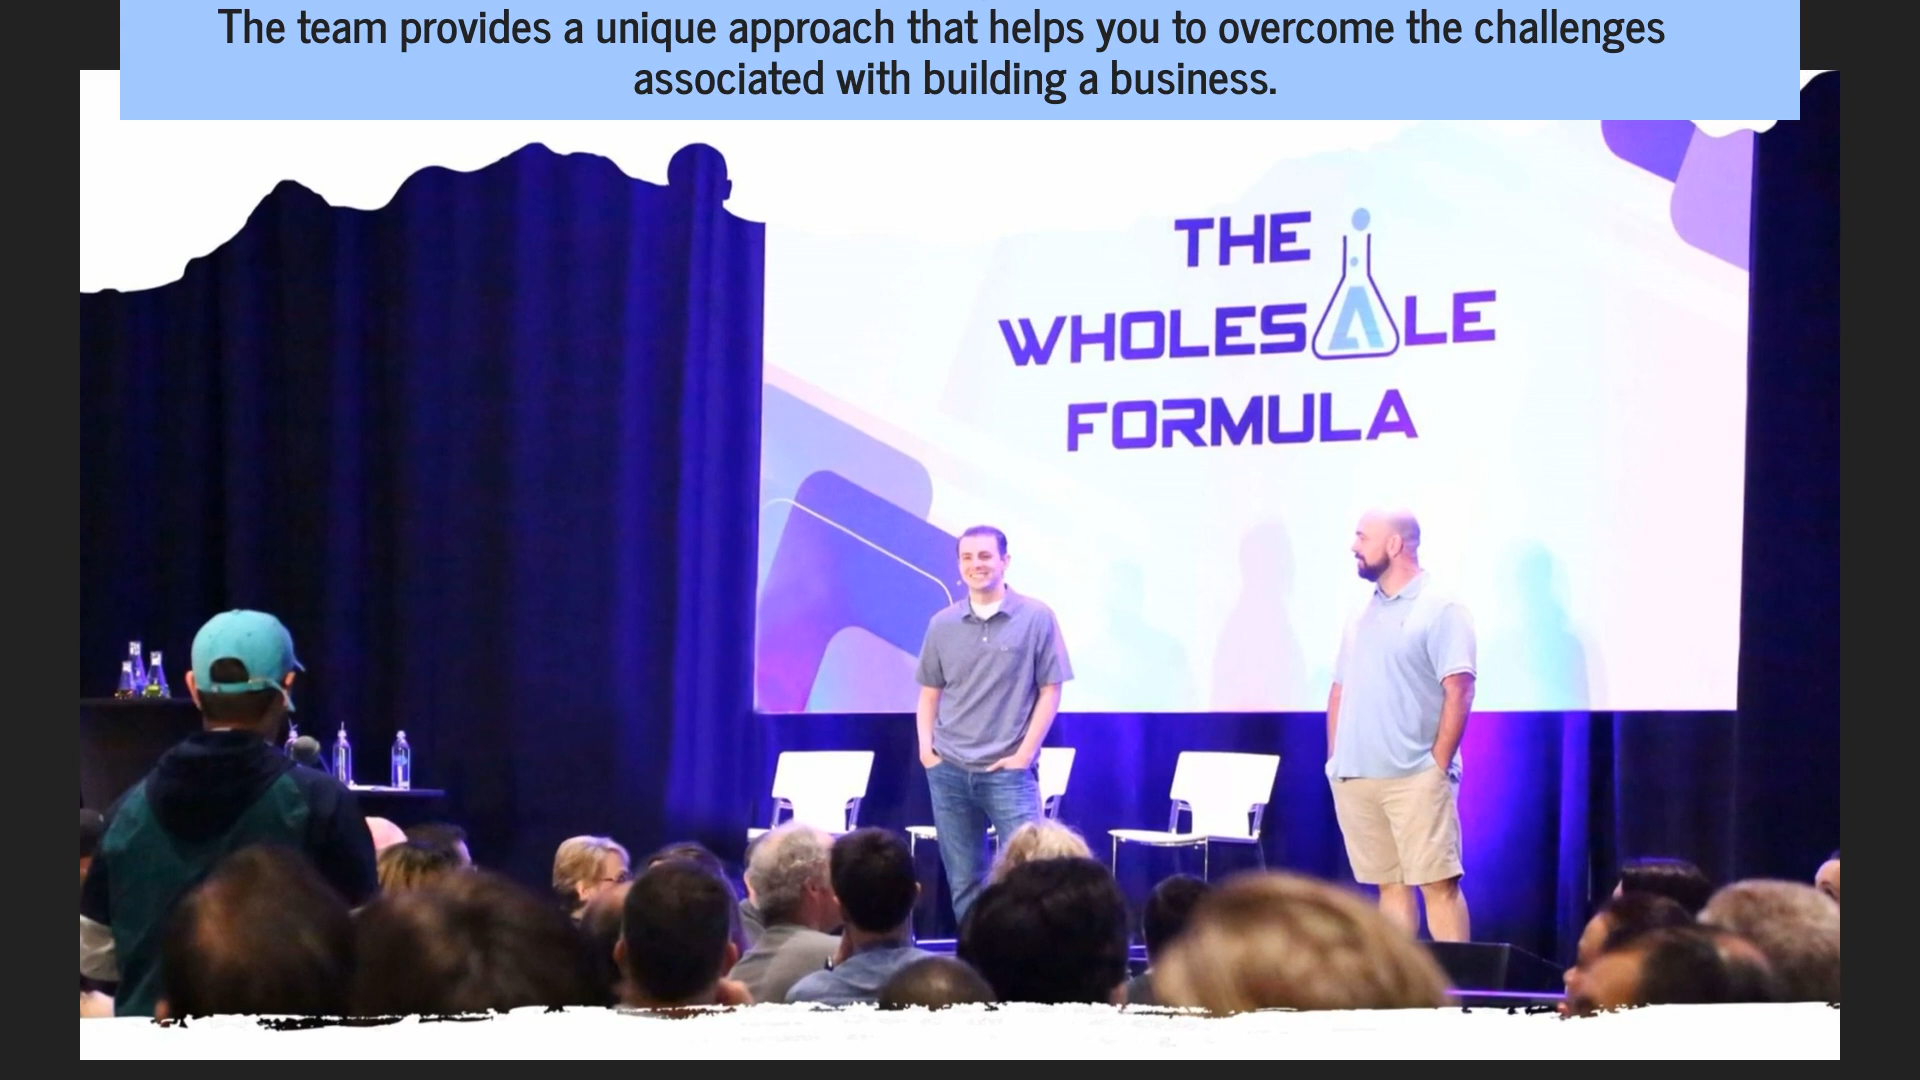 The team provides a unique approach that helps you to overcome the challenges
associated with building a business.
THE
WHOLESALE
FORMULA